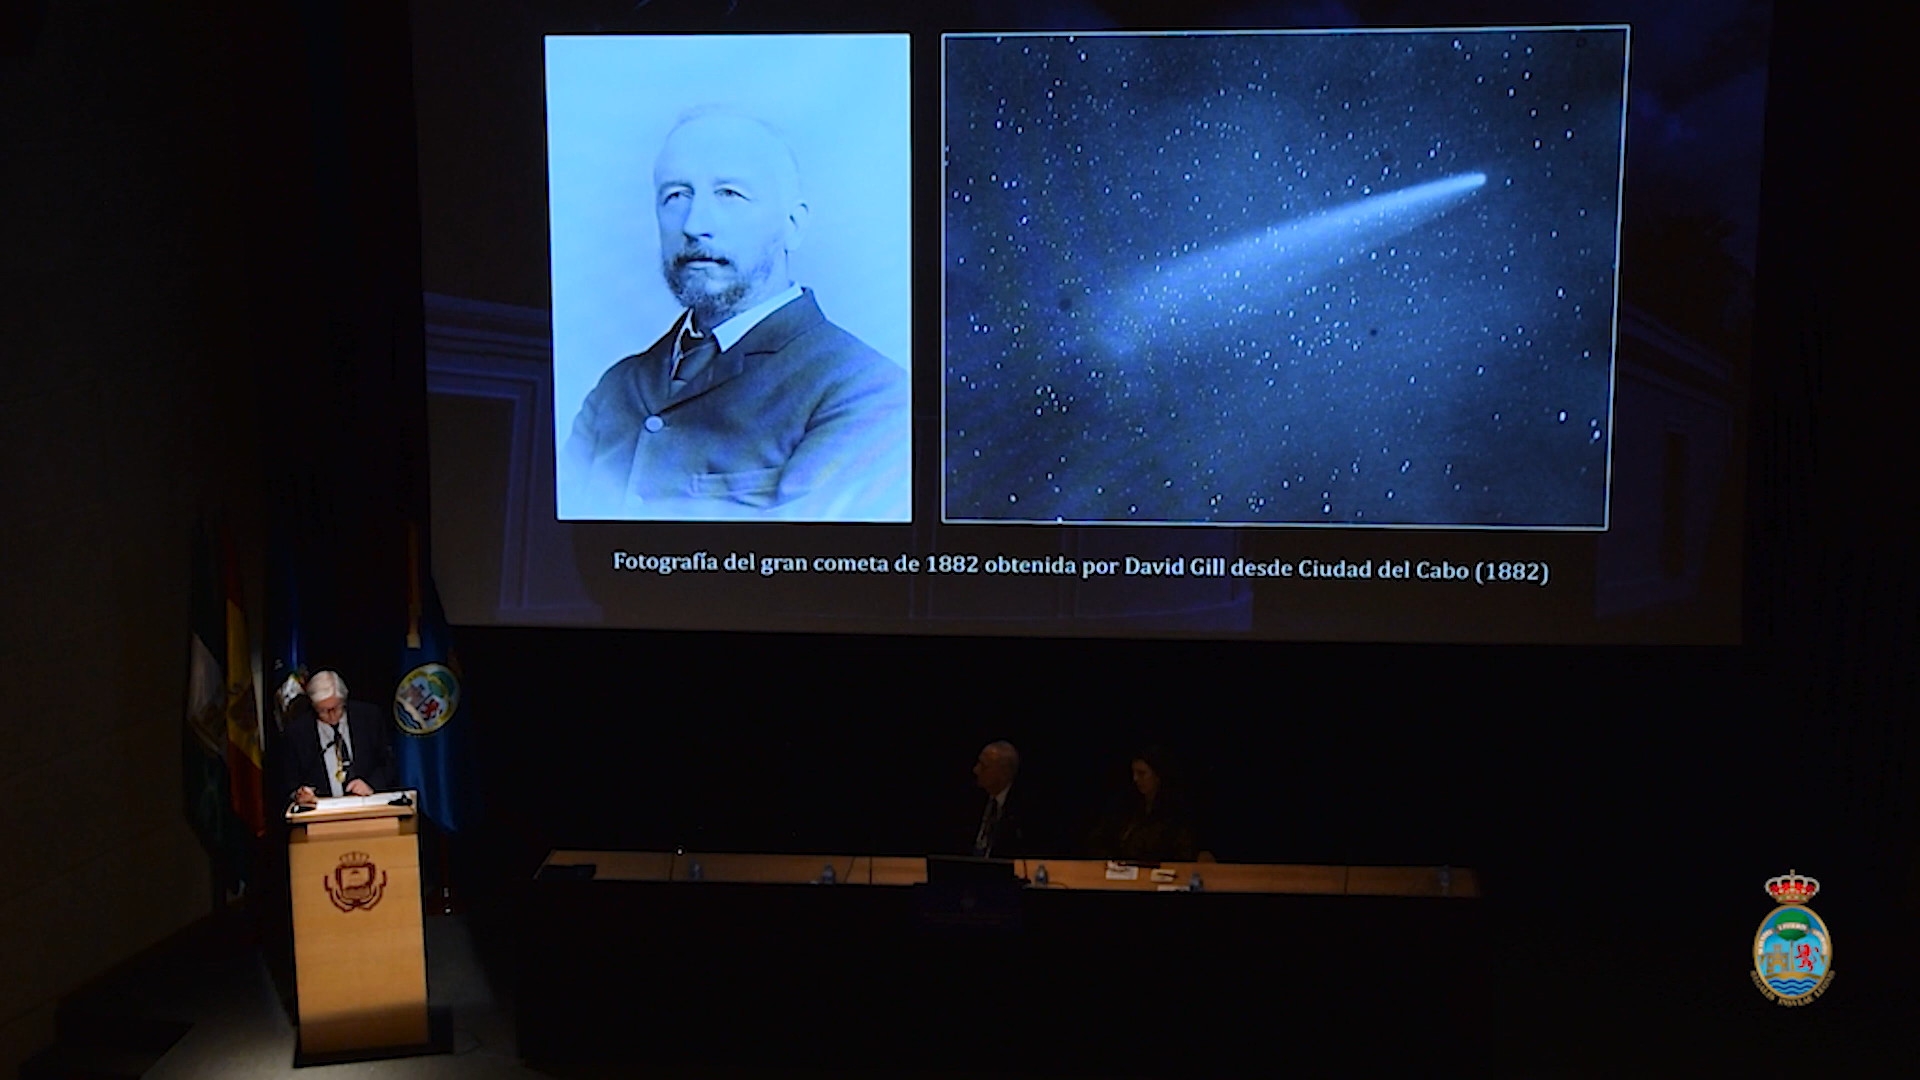 Fotografía del gran cometa de 1882 obtenida por David Gill desde Ciudad del Cabo (1882)